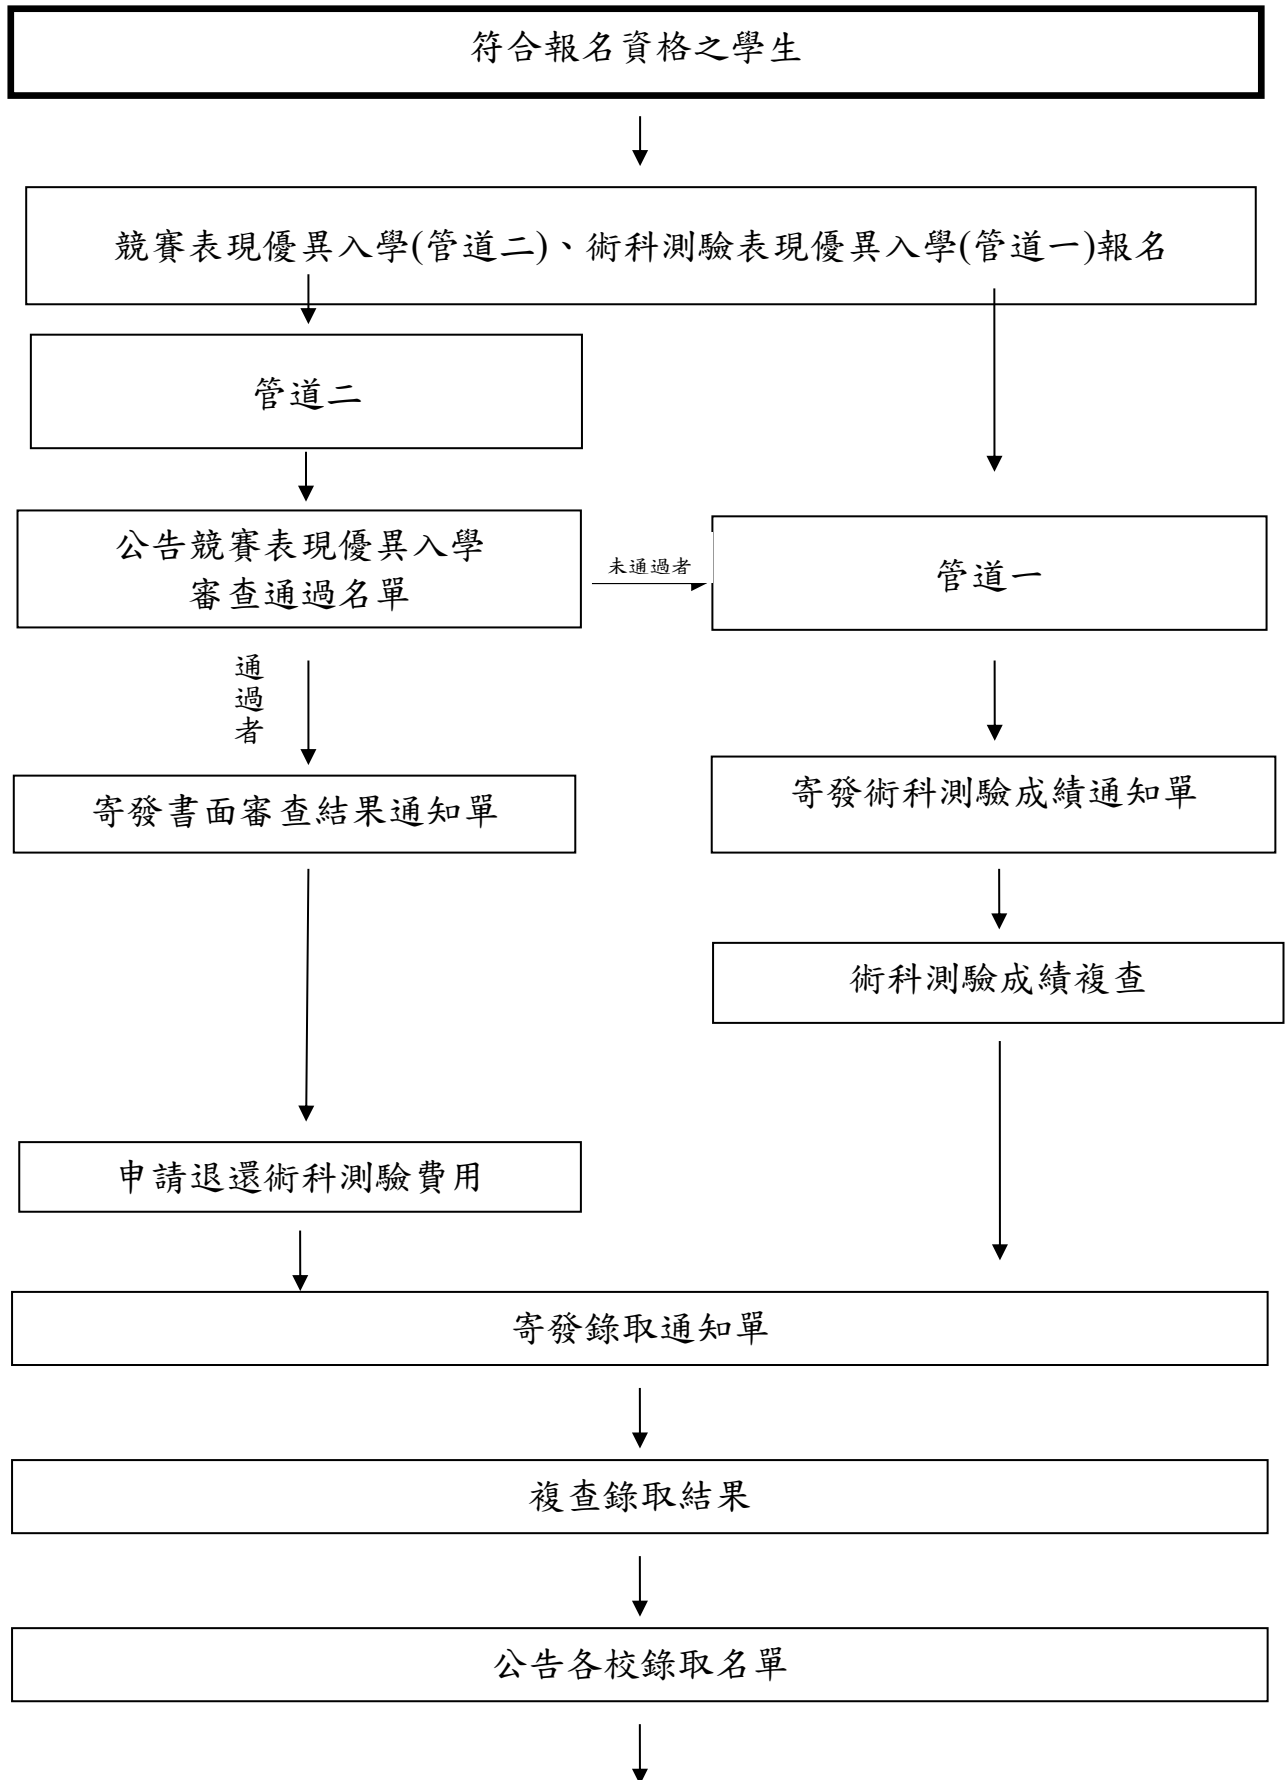 符合報名資格之學生
競賽表現優異入學(管道二)、術科測驗表現優異入學(管道一)報名
管道二
公告競賽表現優異入學
審查通過名單
未通過者
管道一
通過者
寄發書面審查結果通知單
寄發術科測驗成績通知單
術科測驗成績複查
申請退還術科測驗費用
寄發錄取通知單
複查錄取結果
公告各校錄取名單